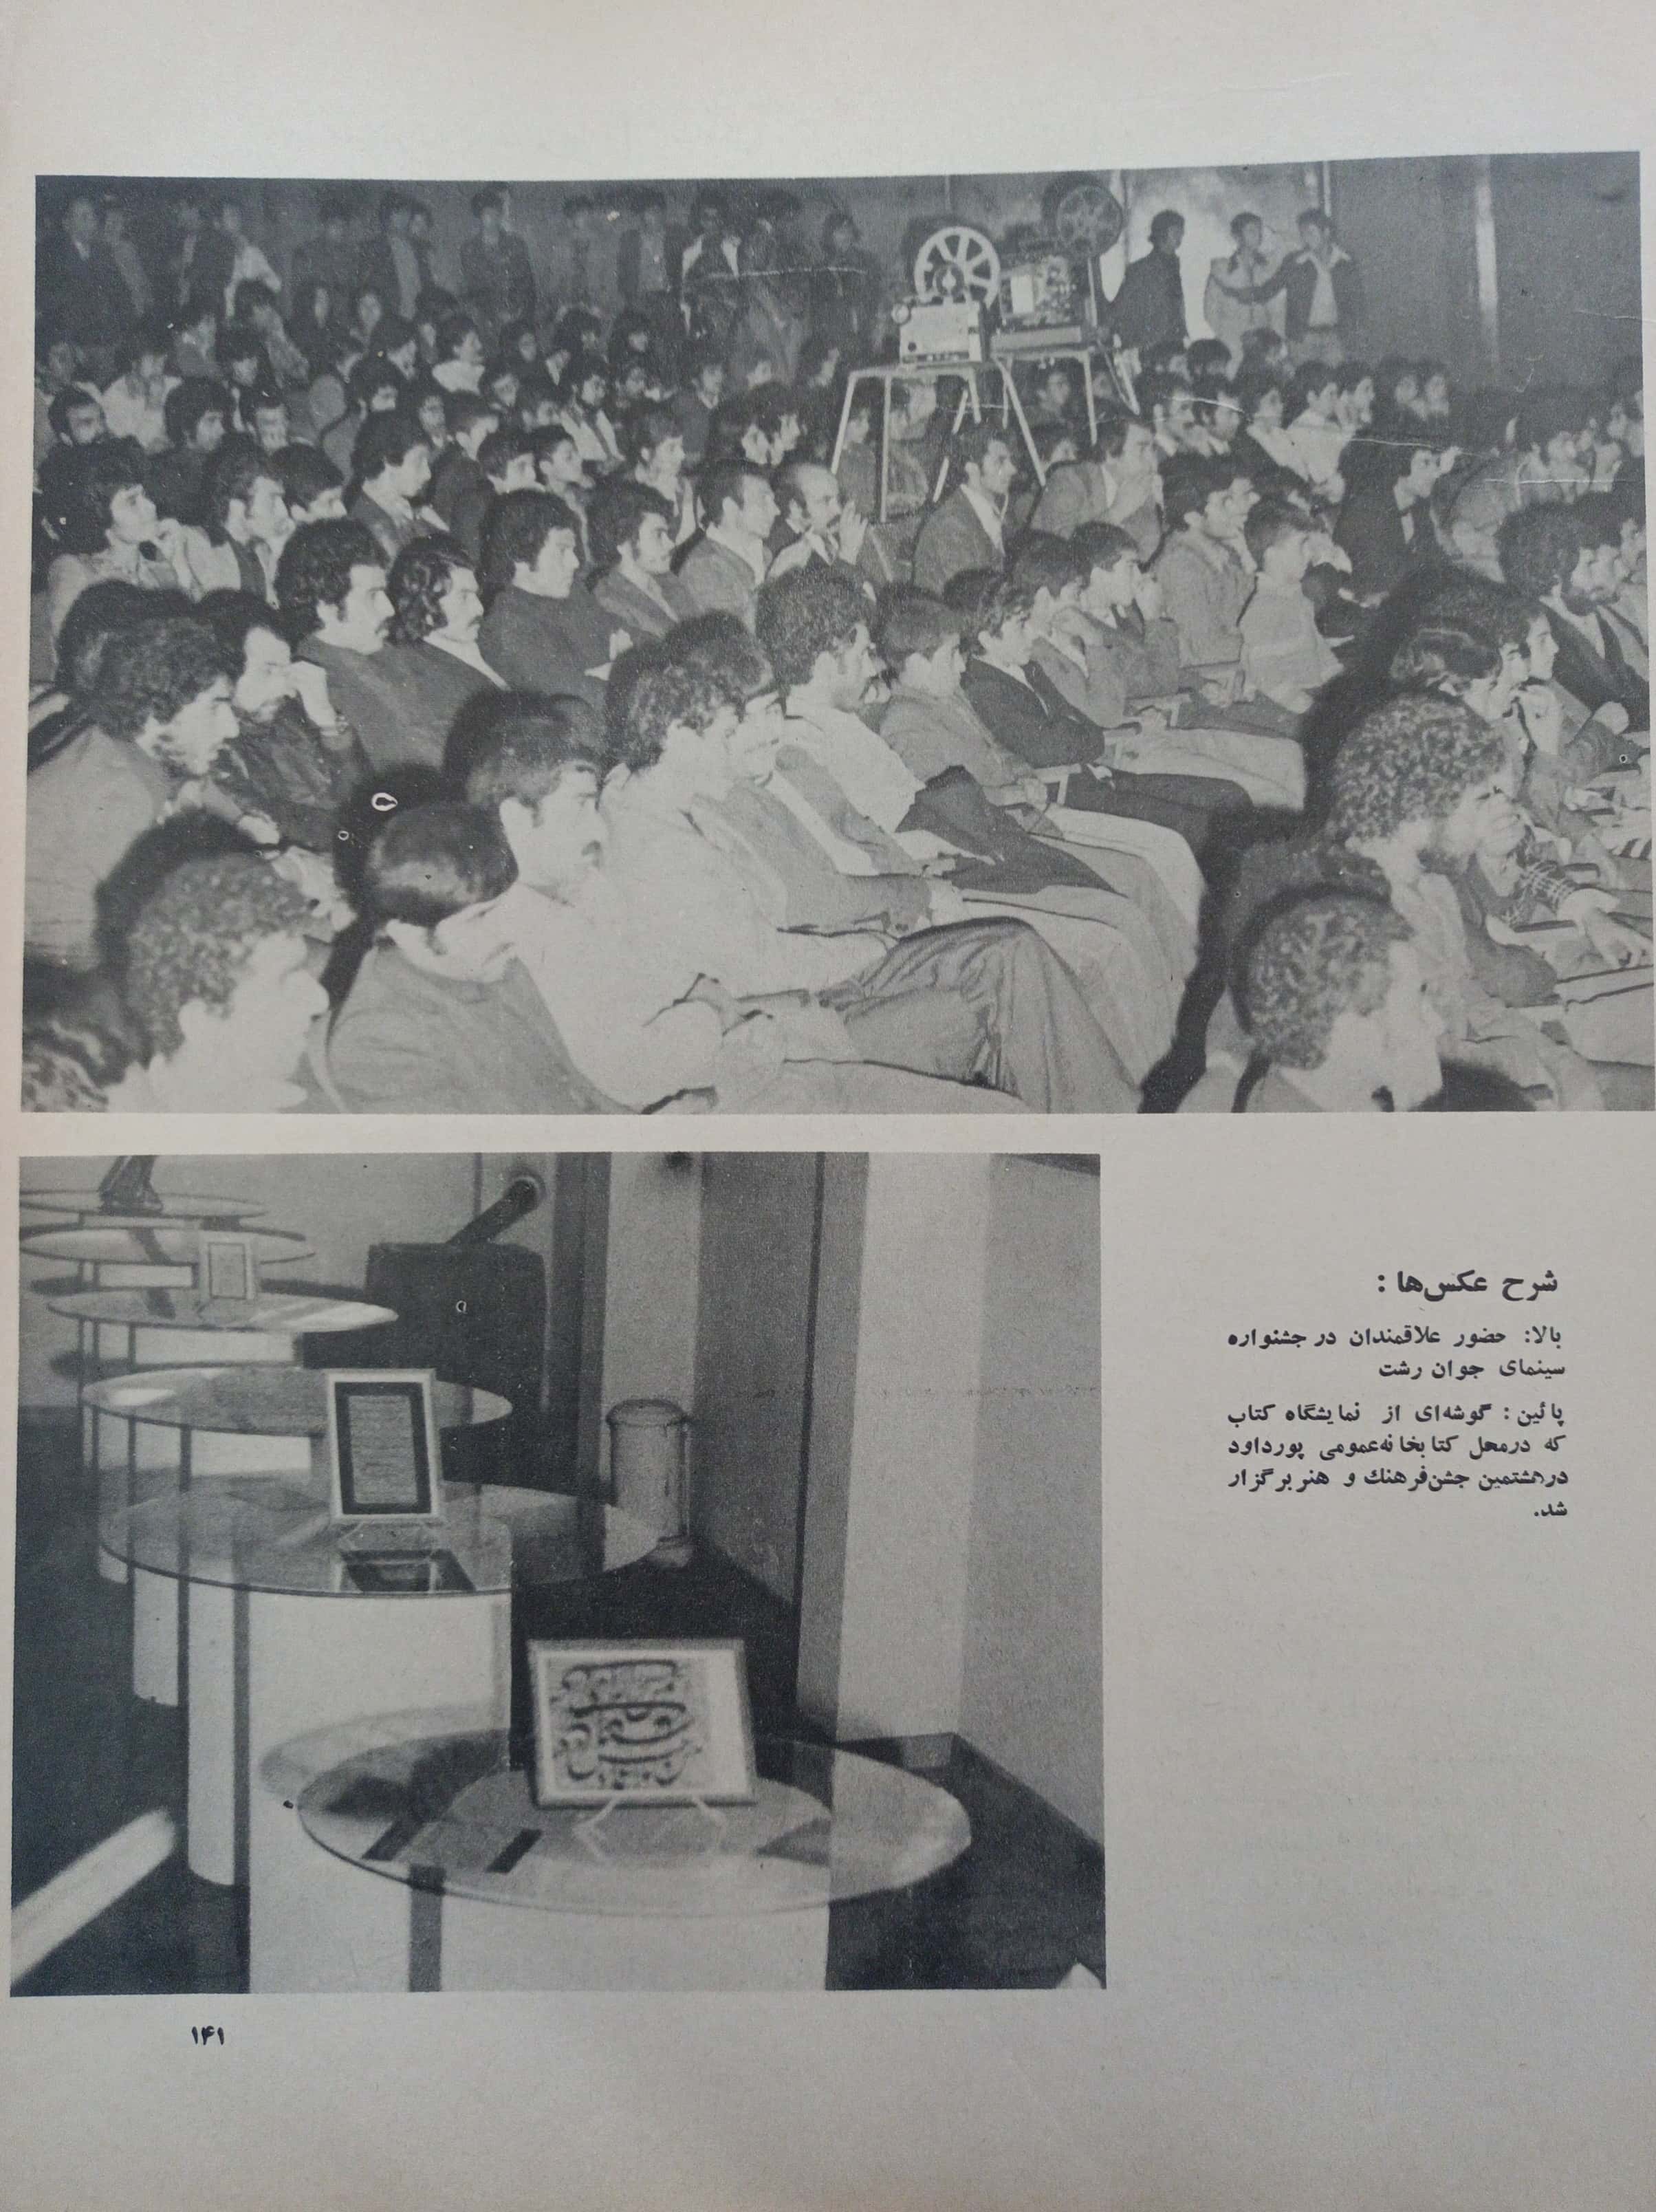 شرح عکس‌ها :
بالا: حضور علاقمندان در جشنواره
سینمای جوان رشت
پائین : گوشه‌ای از نمایشگاه کتاب
که درمحل کتابخانه‌عمومی پورداود
درهشتمین جشن‌فرهنك و هنر برگزار
شد.
۱۴۱